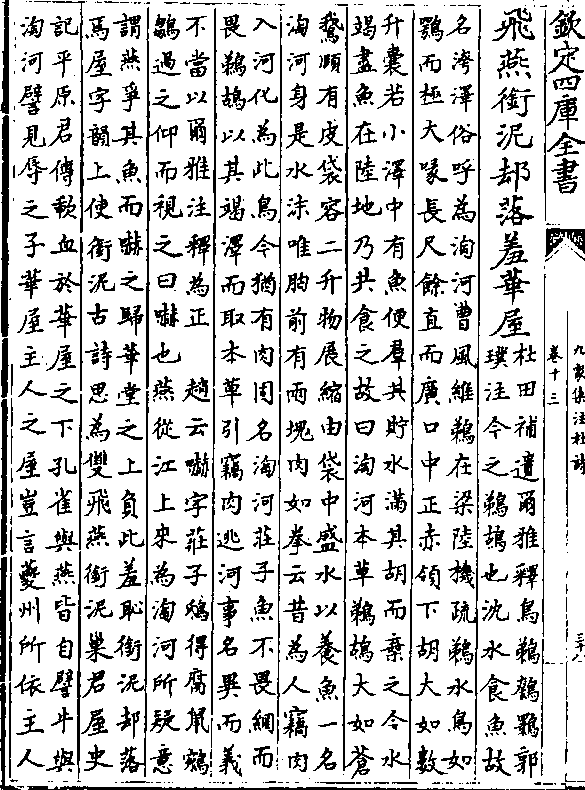 欽定四庫全書
九家集注杜詩
卷十三
三十八
飛燕銜泥却落羞華屋
杜田補遺爾雅釋鳥鵜鴮鸅郭
璞注今之鵜鶘也沈水食魚故
名洿澤俗呼為淘河曹風維鵜在梁陸機疏鵜水鳥如
鶚而極大喙長尺餘直而廣口中正赤頷下胡大如數
升囊若小澤中有魚便羣共貯水滿其胡而棄之令水
竭盡魚在陸地乃共食之故曰淘河本草鵜鶘大如蒼
鵞頤有皮袋容二升物展縮由袋中盛水以養魚一名
淘河身是水沫唯胸前有兩塊肉如拳云昔為人竊肉
入河化為此鳥今猶有肉因名淘河莊子魚不畏網而
畏鵜鶘以其竭澤而取本草引竊肉逃河事名異而義
不當以爾雅注釋為正　趙云嚇字莊子鴟得腐鼠鵷
鶵過之仰而視之曰嚇也燕從江上來為淘河所疑意
謂燕爭其魚而嚇之歸華堂之上負此羞恥銜泥却落
焉屋字韻上使銜泥古詩思為雙飛燕銜泥巢君屋史
記平原君傳歃血於華屋之下孔雀與燕皆自譬牛與
淘河譬見辱之子華屋主人之屋豈言夔州所依主人